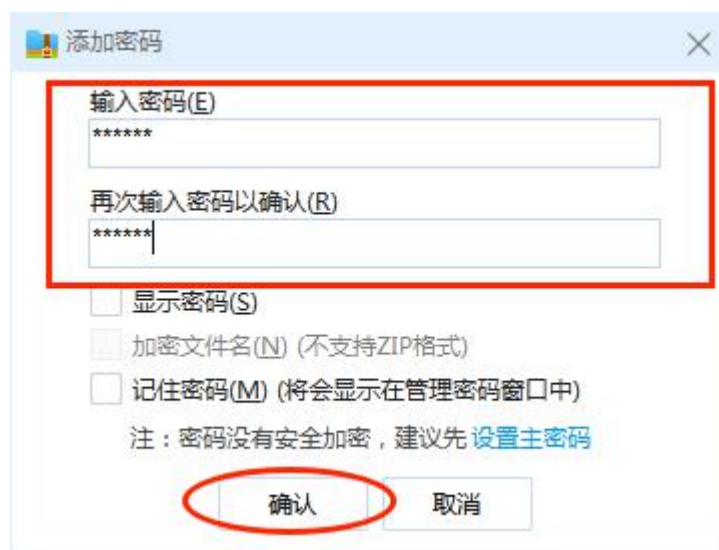 添加密码
输入密码(E)
******
再次输入密码以确认(R)
******
显示密码(S)
加密文件名(N) (不支持ZIP格式)
记住密码(M) (将会显示在管理密码窗口中)
注：密码没有安全加密，建议先 设置主密码
确认 取消